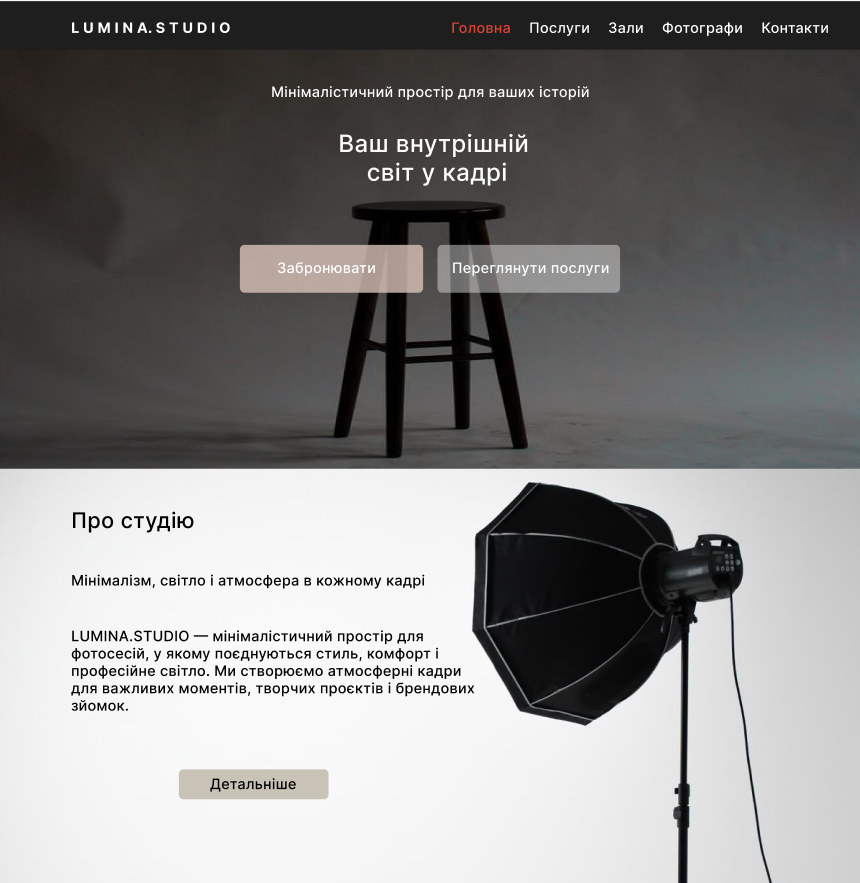 LUMINA.STUDIO
Головна Послуги Зали Фотографи Контакти
Мінімалістичний простір для ваших історій
Ваш внутрішній
світ у кадрі
Забронювати
Переглянути послуги
Про студію
Мінімалізм, світло і атмосфера в кожному кадрі
LUMINA.STUDIO — мінімалістичний простір для
фотосесій, у якому поєднуються стиль, комфорт і
професійне світло. Ми створюємо атмосферні кадри
для важливих моментів, творчих проєктів і брендових
зйомок.
Детальніше